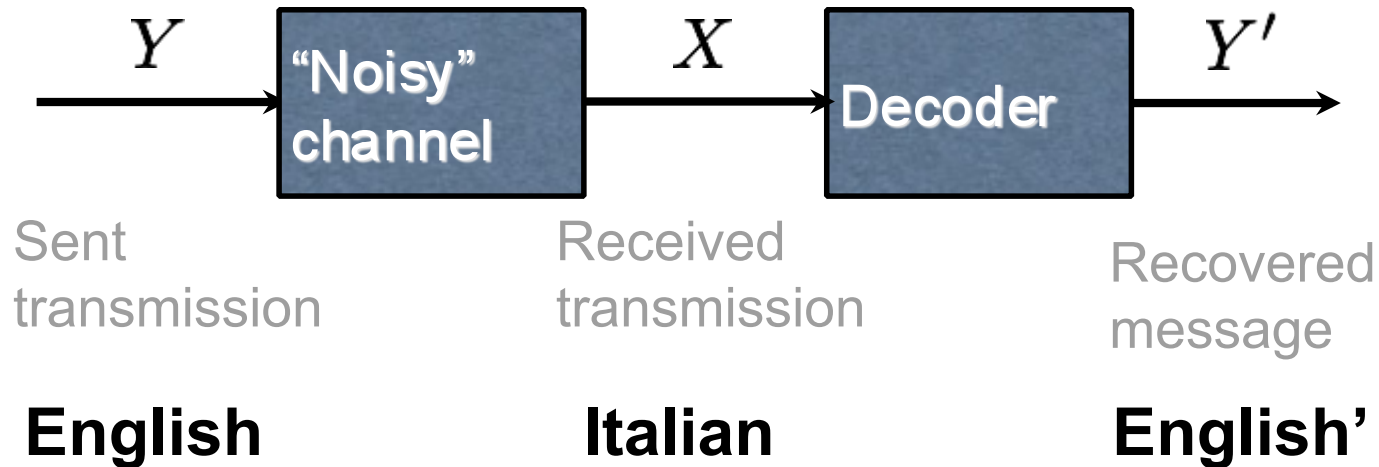 Y
X
Y′
“Noisy”
channel
Decoder
Sent
transmission
Received
transmission
Recovered
message
English
Italian
English’